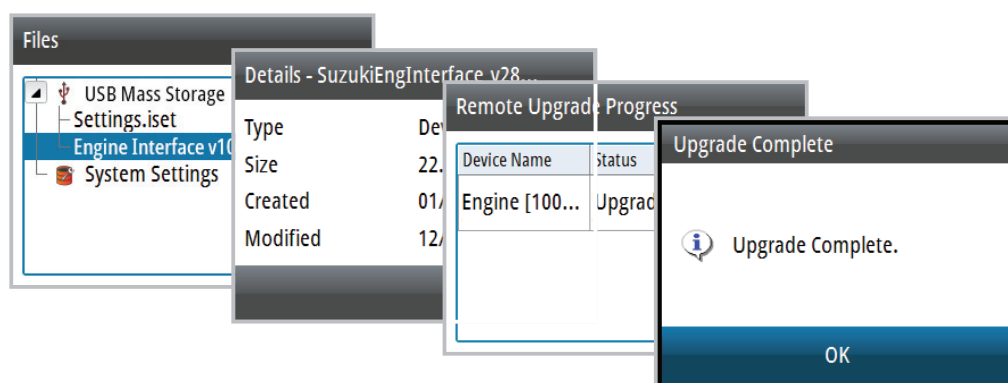 Files
USB Mass Storage
Settings.iset
Engine Interface v10
System Settings
Details - SuzukiEngInterface_v28...
Type
Size 22.
Created 01/
Modified 12/
Remote Upgrade Progress
Device Name Status
Engine [100... Upgrad
Upgrade Complete
Upgrade Complete.
OK